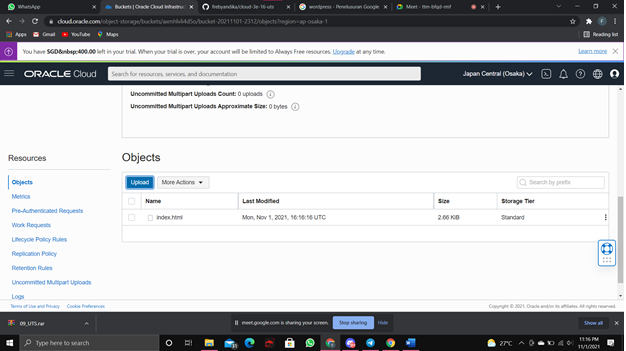 WhatsApp
Buckets | Oracle Cloud Infrastruc
febyandika/cloud-3e-16-uts
wordpress - Penelusuran Google
Meet - ttm-bfqd-mnf
cloud.oracle.com/object-storage/buckets/axmhlvli4d5o/bucket-20211101-2312/objects?region=ap-osaka-1
Apps
Gmail
YouTube
Maps
Reading list
You have SGD&nbsp;400.00 left in your trial. When your trial is over, your account will be limited to Always Free resources. Upgrade at any time.
Learn more
ORACLE Cloud
Search for resources, services, and documentation
Japan Central (Osaka)
Uncommitted Multipart Uploads Count: 0 uploads
Uncommitted Multipart Uploads Approximate Size: 0 bytes
Resources
Objects
Metrics
Pre-Authenticated Requests
Work Requests
Lifecycle Policy Rules
Replication Policy
Retention Rules
Uncommitted Multipart Uploads
Logs
Objects
Upload
More Actions
Search by prefix
Name
Last Modified
Size
Storage Tier
index.html
Mon, Nov 1, 2021, 16:16:16 UTC
2.66 KiB
Standard
Terms of Use and Privacy
Cookie Preferences
Copyright © 2021. Oracle and/or its affiliates. All rights reserved.
09_UTS.rar
meet.google.com is sharing your screen.
Stop sharing
Hide
Show all
Type here to search
27°C
11:16 PM
11/1/2021